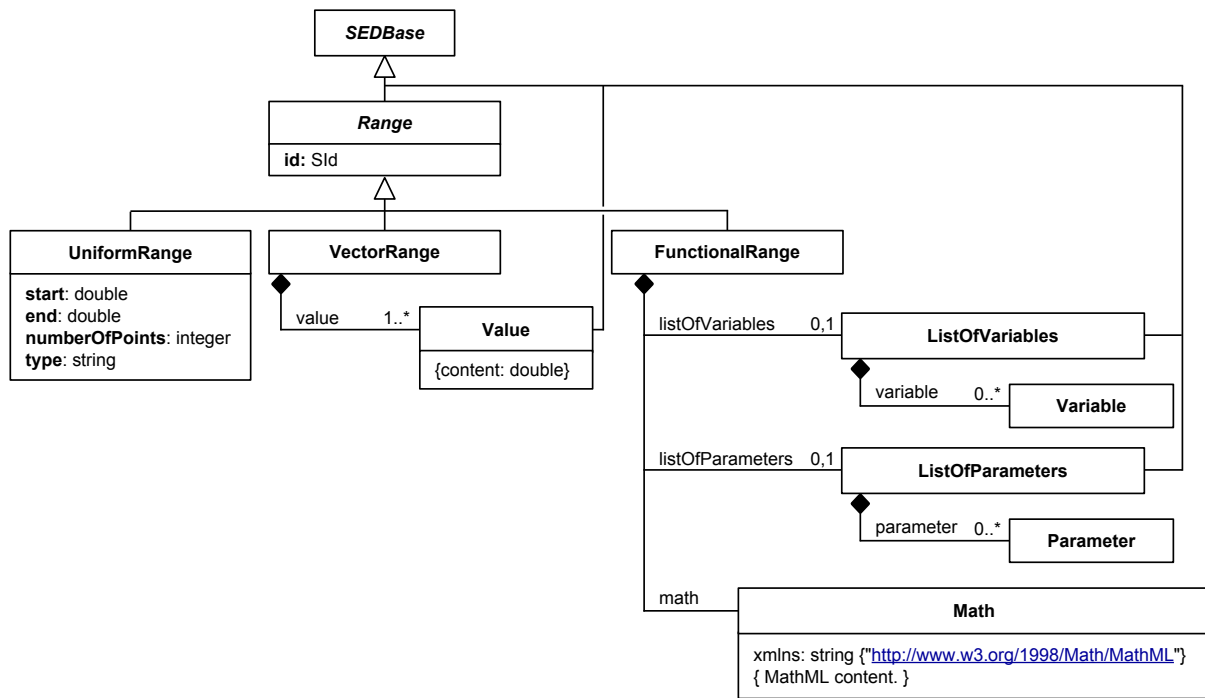 SEDBase
Range
id: SId
UniformRange
start: double
end: double
numberOfPoints: integer
type: string
VectorRange
value 1..*
Value
{content: double}
FunctionalRange
listOfVariables 0,1
ListOfVariables
variable 0..*
Variable
listOfParameters 0,1
ListOfParameters
parameter 0..*
Parameter
math
Math
xmlns: string {"http://www.w3.org/1998/Math/MathML"}
{ MathML content. }